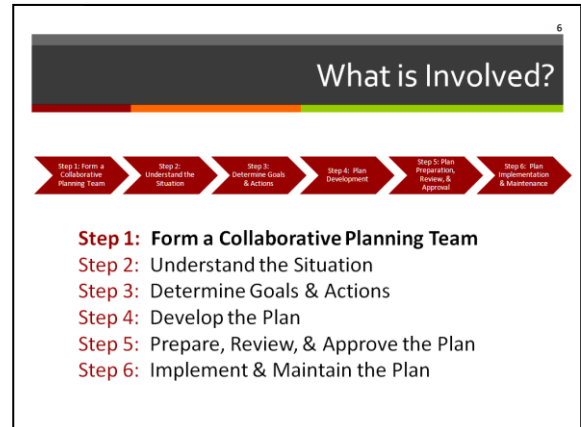 6
What is Involved?
Step 1: Form a
Collaborative
Planning Team
Step 2:
Understand the
Situation
Step 3:
Determine Goals
& Actions
Step 4: Plan
Development
Step 5: Plan
Preparation,
Review, &
Approval
Step 6: Plan
Implementation
& Maintenance
Step 1: Form a Collaborative Planning Team
Step 2: Understand the Situation
Step 3: Determine Goals & Actions
Step 4: Develop the Plan
Step 5: Prepare, Review, & Approve the Plan
Step 6: Implement & Maintain the Plan